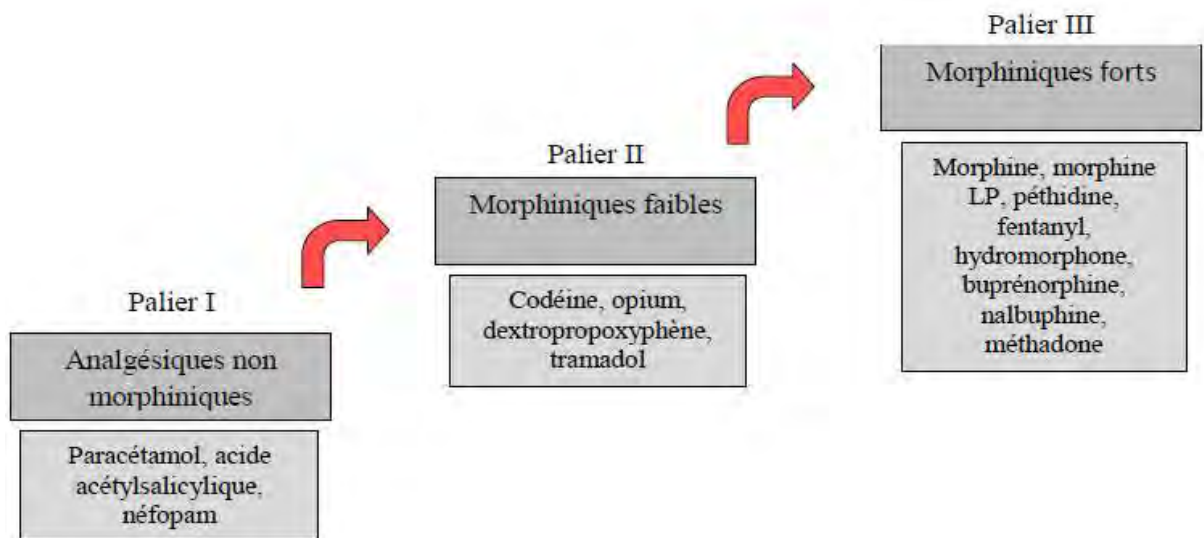 Palier I
Analgésiques non
morphiniques
Paracétamol, acide
acétylsalicylique,
néfopam
Palier II
Morphiniques faibles
Codéine, opium,
dextropropoxyphène,
tramadol
Palier III
Morphiniques forts
Morphine, morphine
LP, péthidine,
fentanyl,
hydromorphone,
buprénorphine,
nalbuphine,
méthadone